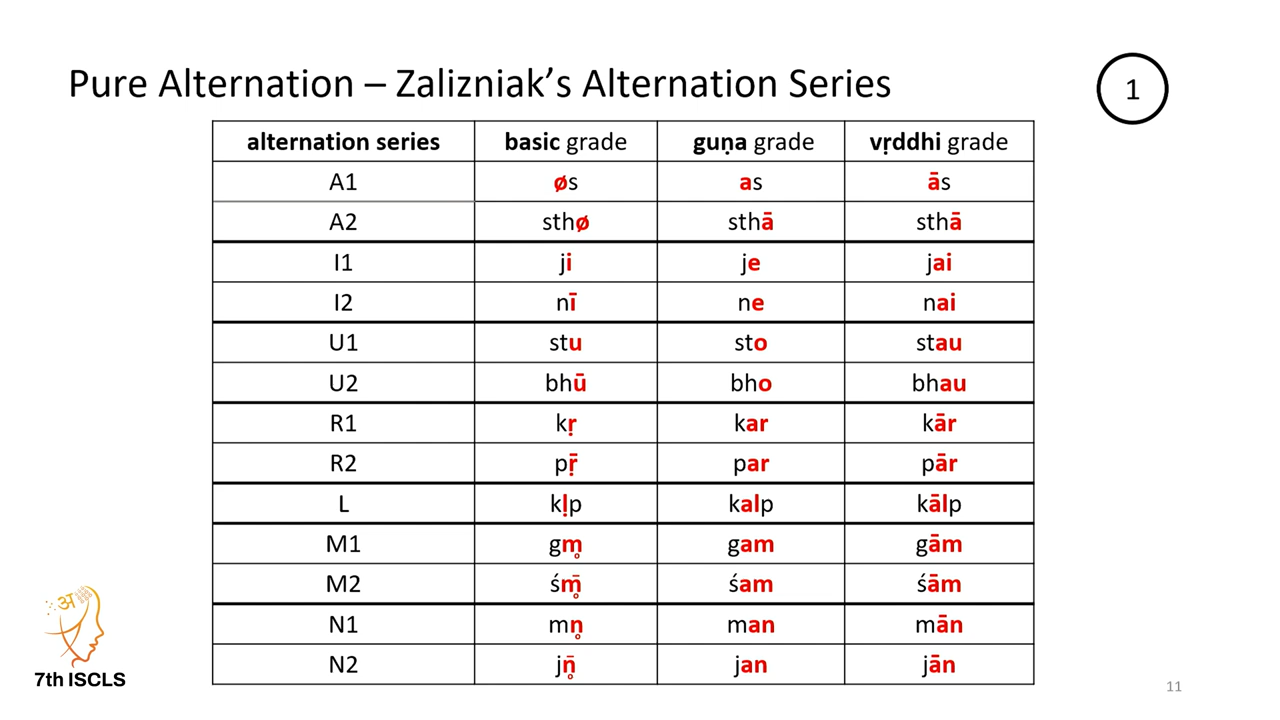 Pure Alternation – Zalizniak’s Alternation Series
1
alternation series basic grade guṇa grade vṛddhi grade
A1 øs as ās
A2 sthø sthā sthā
I1 ji je jai
I2 nī ne nai
U1 stu sto stau
U2 bhū bho bhau
R1 kṛ kar kār
R2 pṝ par pār
L kḷp kalp kālp
M1 gm̥ gam gām
M2 śm̥̄ śam śām
N1 mn̥ man mān
N2 jn̥̄ jan jān
अ
7th ISCLS
11